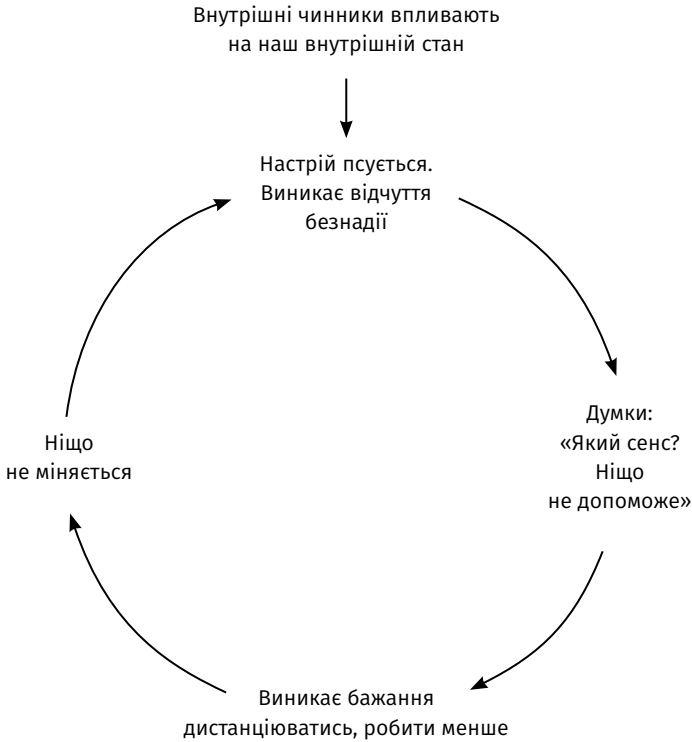 Внутрішні чинники впливають
на наш внутрішній стан
Настрій псується.
Виникає відчуття
безнадії
Думки:
«Який сенс?
Ніщо
не допоможе»
Виникає бажання
дистанціюватись, робити менше
Ніщо
не міняється